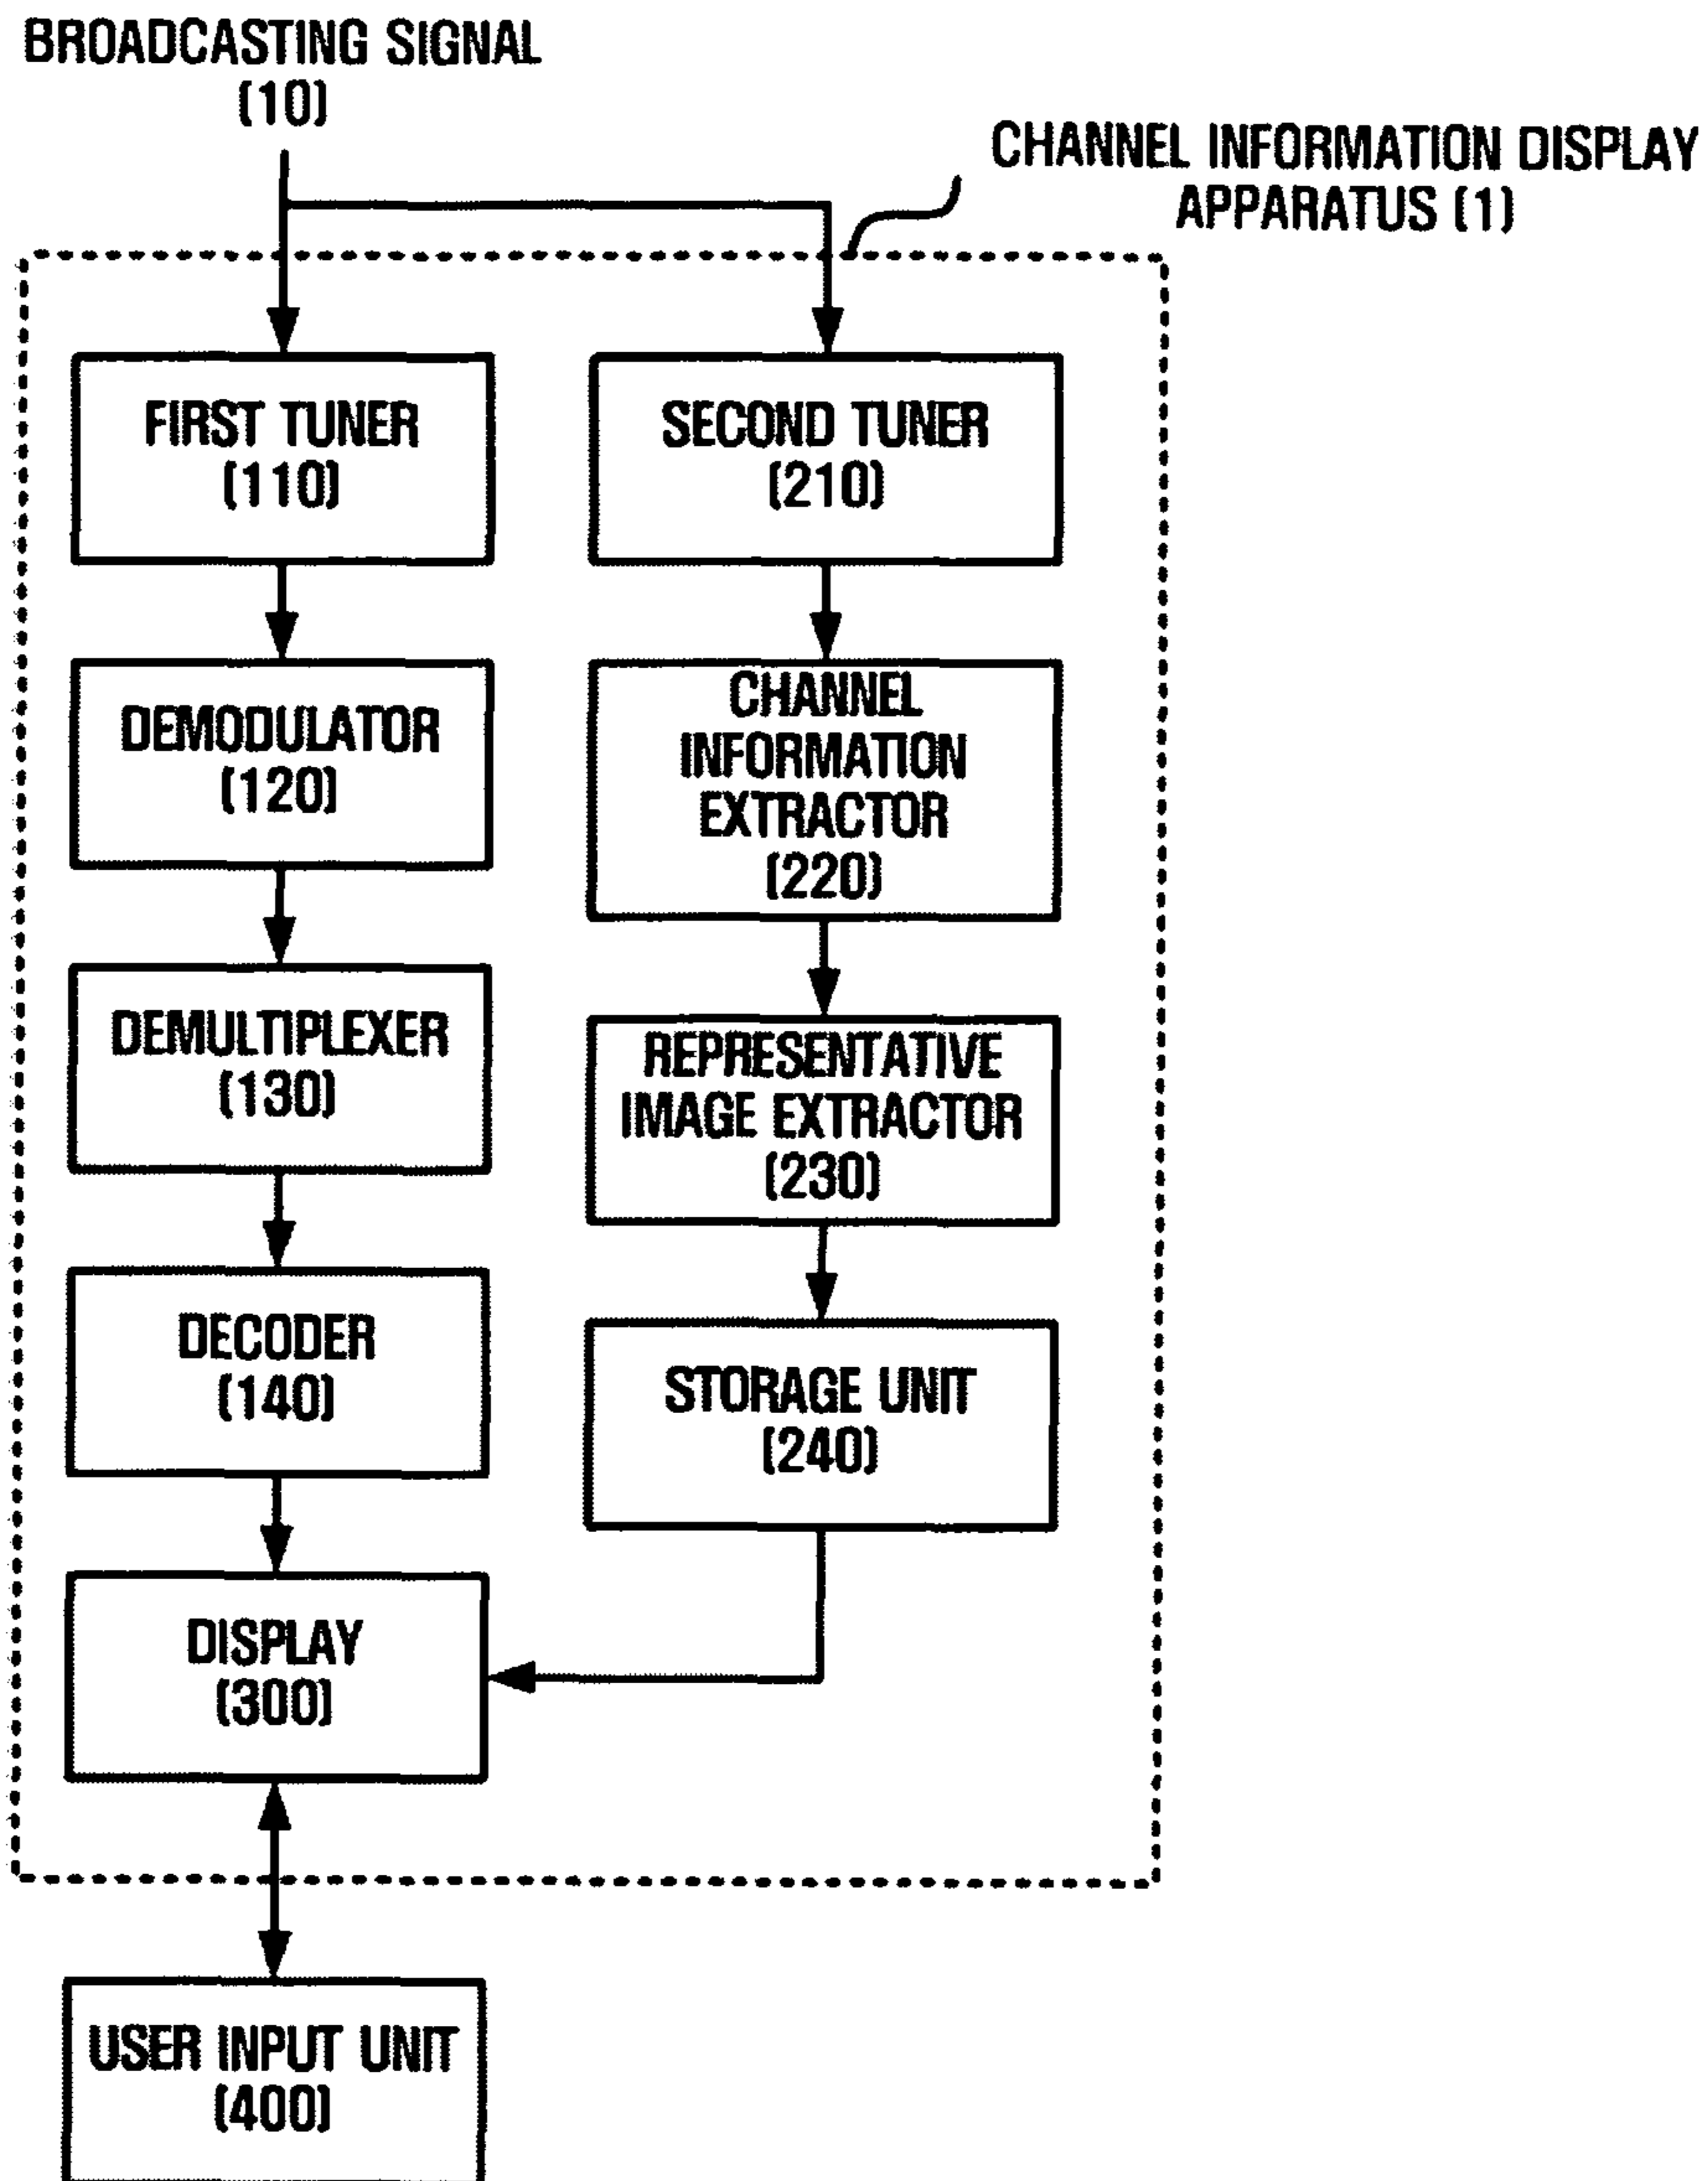 BROADCASTING SIGNAL
(10)
CHANNEL INFORMATION DISPLAY
APPARATUS (1)
FIRST TUNER
(110)
SECOND TUNER
(210)
DEMODULATOR
(120)
CHANNEL
INFORMATION
EXTRACTOR
(220)
DEMULTIPLEXER
(130)
REPRESENTATIVE
IMAGE EXTRACTOR
(230)
DECODER
(140)
STORAGE UNIT
(240)
DISPLAY
(300)
USER INPUT UNIT
(400)